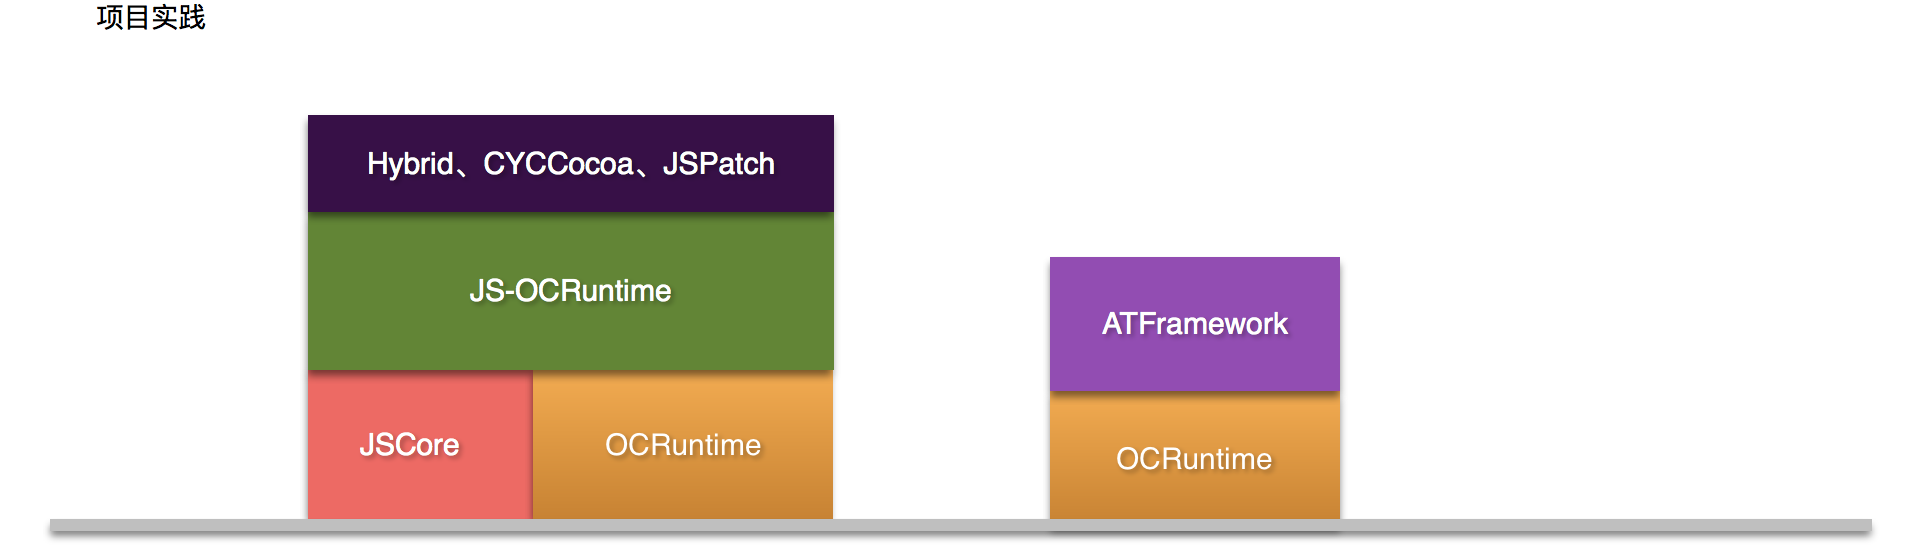 项目实践
Hybrid、CYCCocoa、JSPatch
JS-OCRuntime
JSCore
OCRuntime
ATFramework
OCRuntime